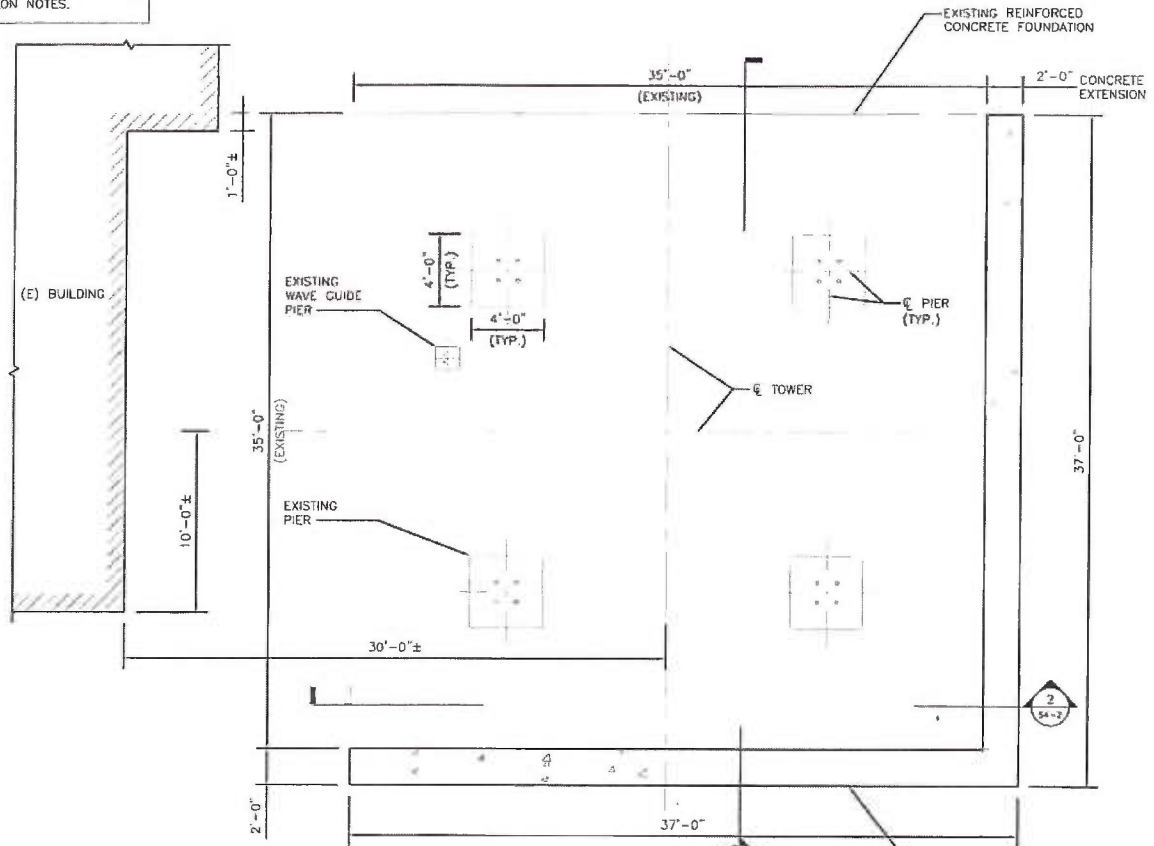 ON NOTES.
EXISTING REINFORCED
CONCRETE FOUNDATION
35'-0"
(EXISTING)
2'-0" CONCRETE
EXTENSION
1'-0"±
(E) BUILDING
4'-0"
(TYP.)
EXISTING
WAVE GUIDE
PIER
4'-0"
(TYP.)
℄ PIER
(TYP.)
℄ TOWER
35'-0"
(EXISTING)
37'-0"
10'-0"±
EXISTING
PIER
30'-0"±
2
S4-2
2'-0"
37'-0"